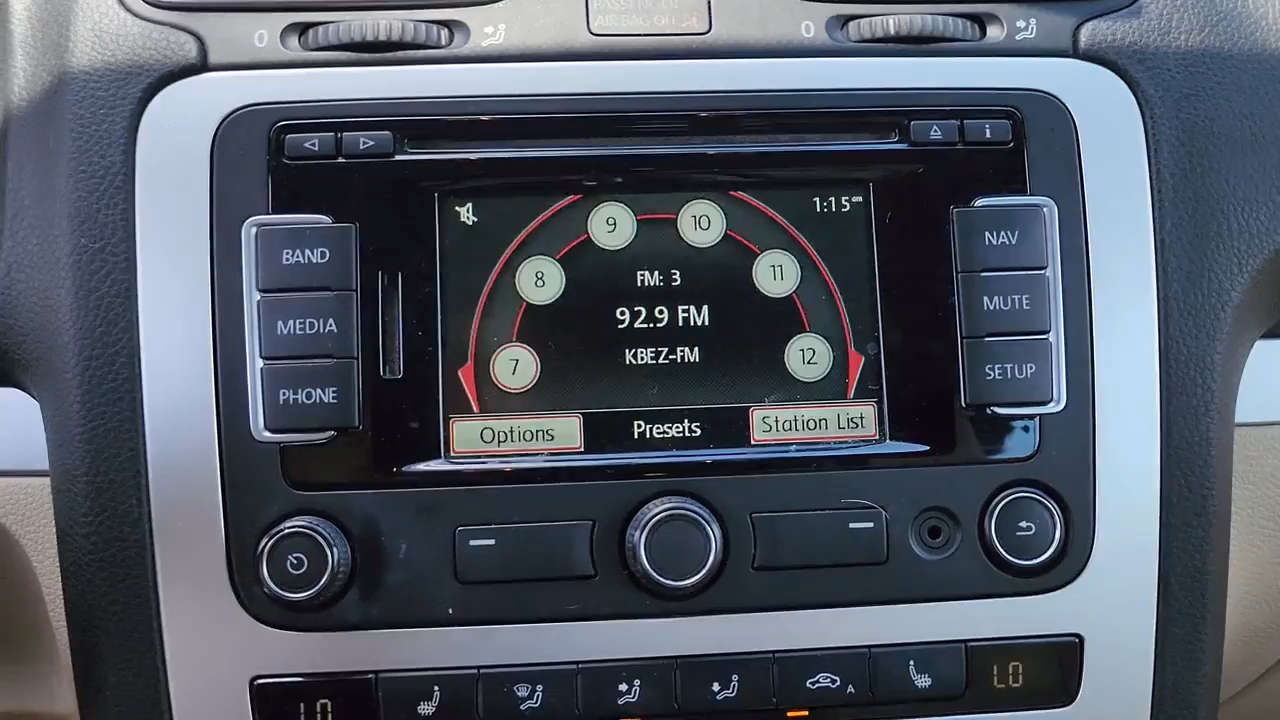 PASSENGER
AIR BAG OFF
0
0
BAND
MEDIA
PHONE
1:15am
9
10
8
11
7
12
FM: 3
92.9 FM
KBEZ-FM
Options
Presets
Station List
NAV
MUTE
SETUP
i
LO
A
LO